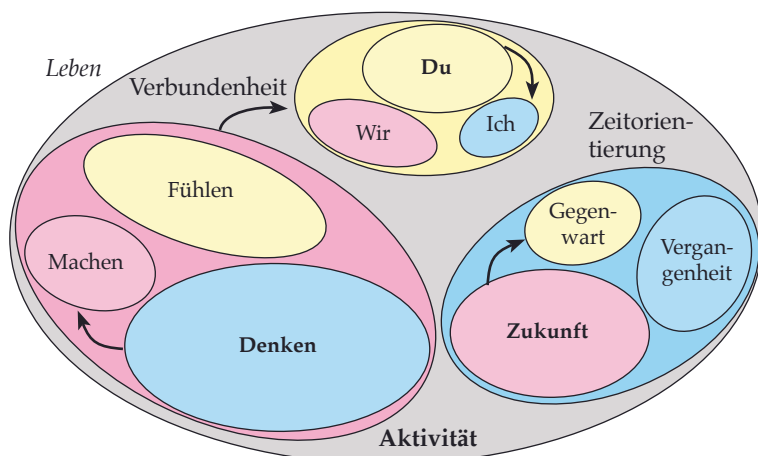 Leben
Verbundenheit
Du
Wir
Ich
Zeitorien-
tierung
Fühlen
Machen
Denken
Gegen-
wart
Vergan-
genheit
Zukunft
Aktivität